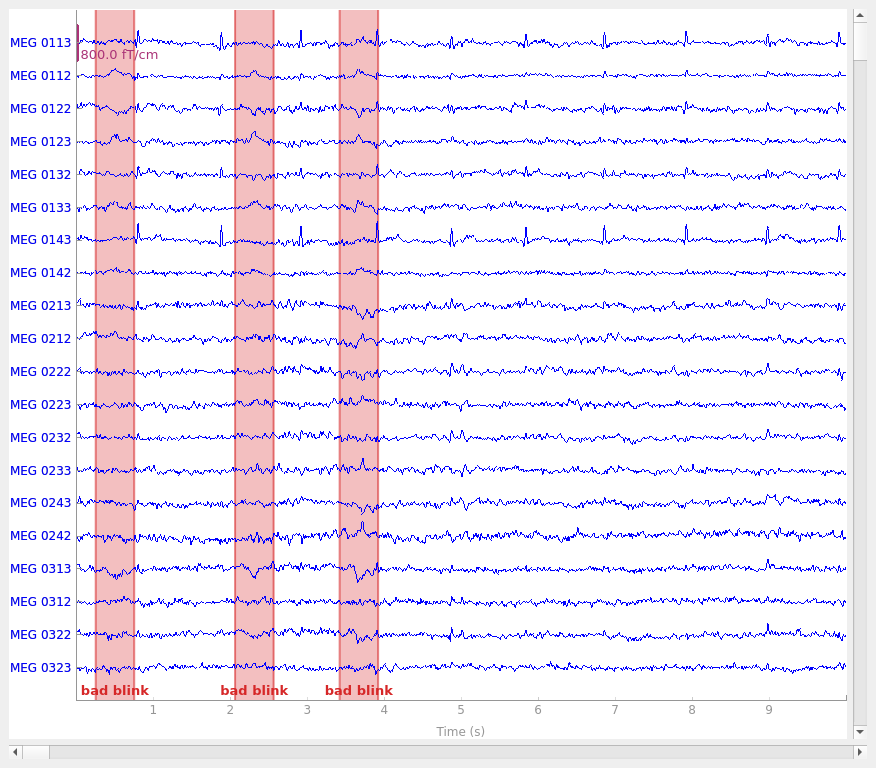 MEG 0113
800.0 fT/cm
MEG 0112
MEG 0122
MEG 0123
MEG 0132
MEG 0133
MEG 0143
MEG 0142
MEG 0213
MEG 0212
MEG 0222
MEG 0223
MEG 0232
MEG 0233
MEG 0243
MEG 0242
MEG 0313
MEG 0312
MEG 0322
MEG 0323
bad blink bad blink bad blink
1 2 3 4 5 6 7 8 9
Time (s)